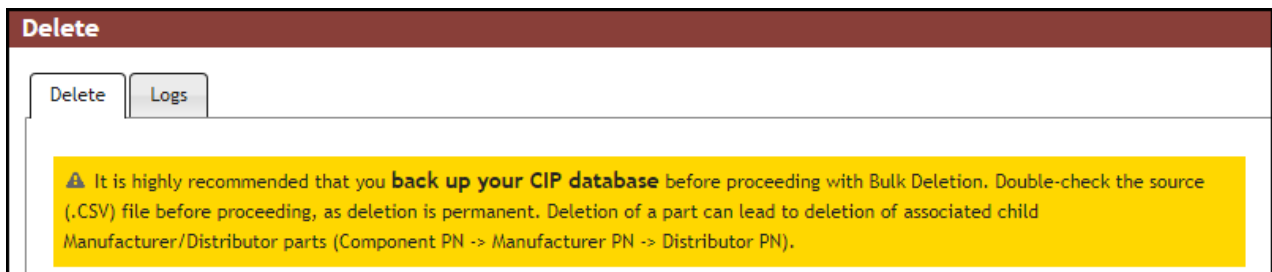 Delete
Delete Logs
It is highly recommended that you back up your CIP database before proceeding with Bulk Deletion. Double-check the source
(.CSV) file before proceeding, as deletion is permanent. Deletion of a part can lead to deletion of associated child
Manufacturer/Distributor parts (Component PN -> Manufacturer PN -> Distributor PN).